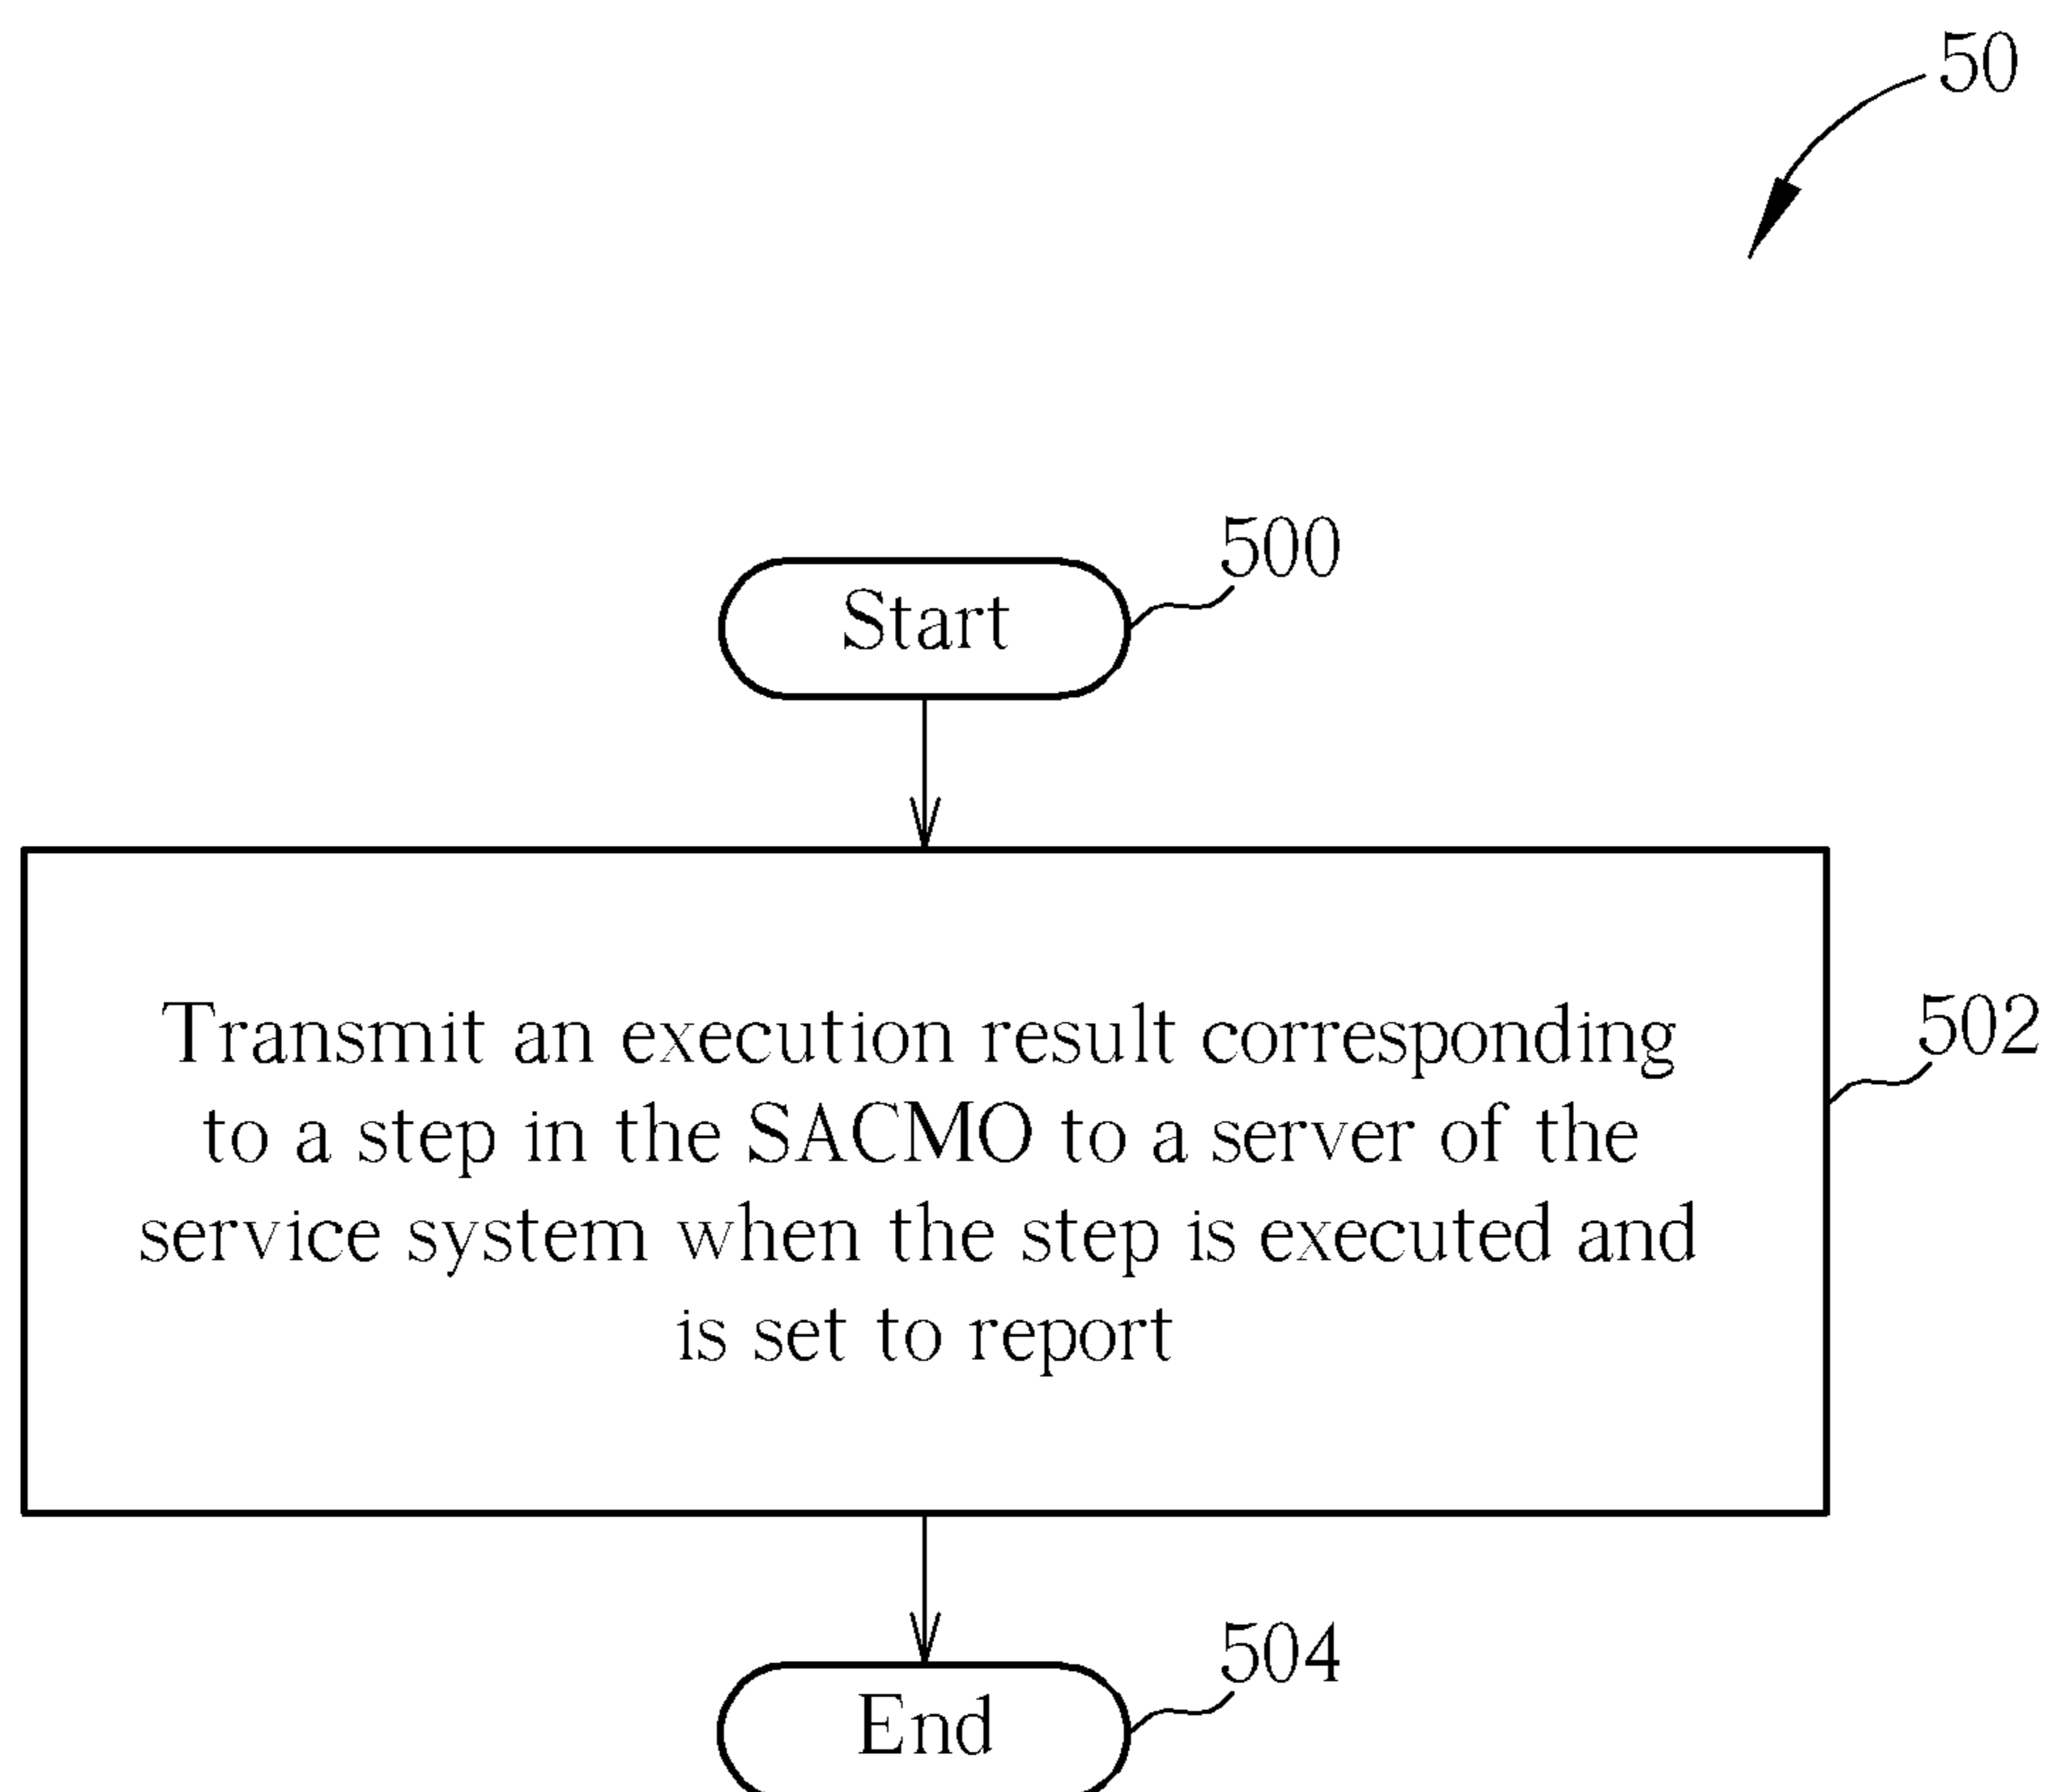 50
500
Start
Transmit an execution result corresponding
to a step in the SACMO to a server of the
service system when the step is executed and
is set to report
502
504
End